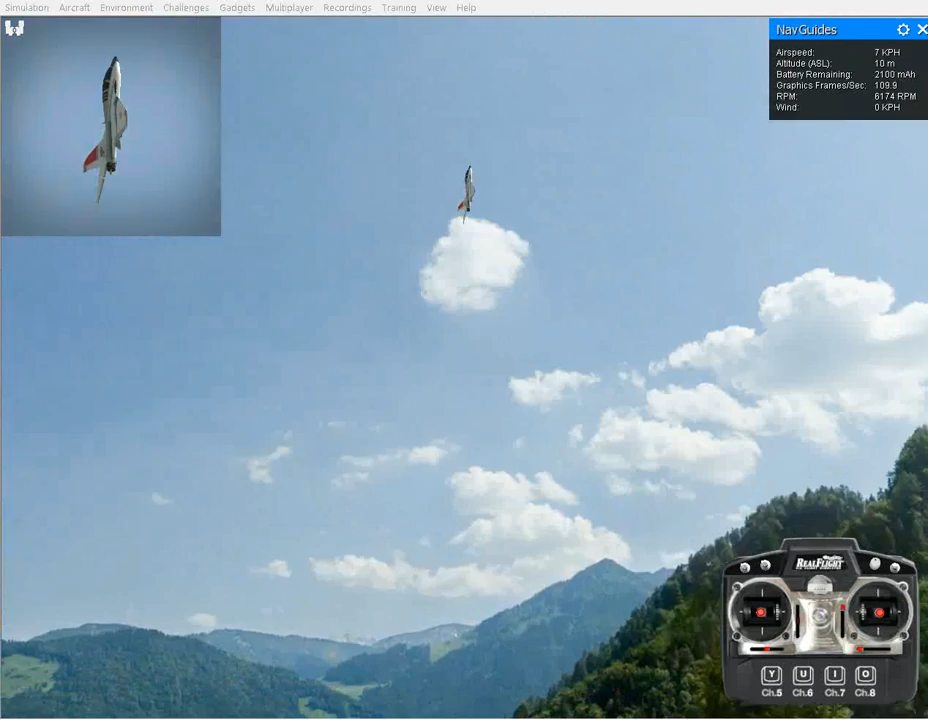 Simulation Aircraft Environment Challenges Gadgets Multiplayer Recordings Training View Help
NavGuides
Airspeed: 7 KPH
Altitude (ASL): 10 m
Battery Remaining: 2100 mAh
Graphics Frames/Sec: 109.9
RPM: 6174 RPM
Wind: 0 KPH
REALFLIGHT
Y U I O
Ch.5 Ch.6 Ch.7 Ch.8